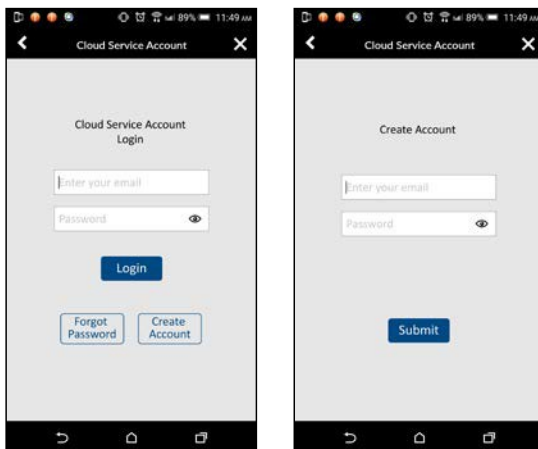 89% 11:49 AM
Cloud Service Account
Cloud Service Account
Login
Enter your email
Password
Login
Forgot
Password
Create
Account
89% 11:49 AM
Cloud Service Account
Create Account
Enter your email
Password
Submit